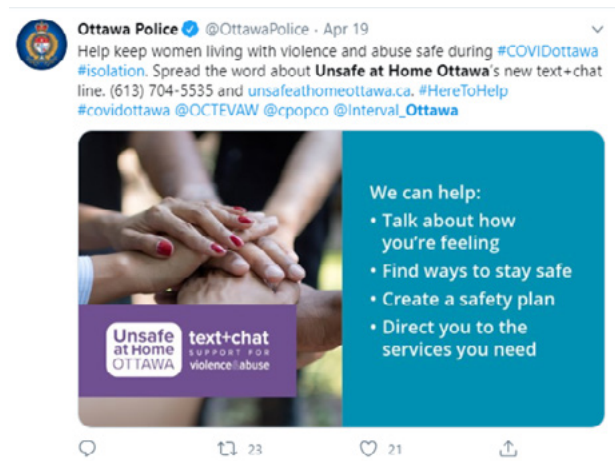 Ottawa Police @OttawaPolice · Apr 19
Help keep women living with violence and abuse safe during #COVIDottawa
#isolation. Spread the word about Unsafe at Home Ottawa's new text+chat
line. (613) 704-5535 and unsafeathomeottawa.ca. #HereToHelp
#covidottawa @OCTEVAW @cpopco @Interval_Ottawa
We can help:
• Talk about how
you're feeling
• Find ways to stay safe
• Create a safety plan
• Direct you to the
services you need
Unsafe
at Home
OTTAWA
text+chat
SUPPORT FOR
violence&abuse
23
21